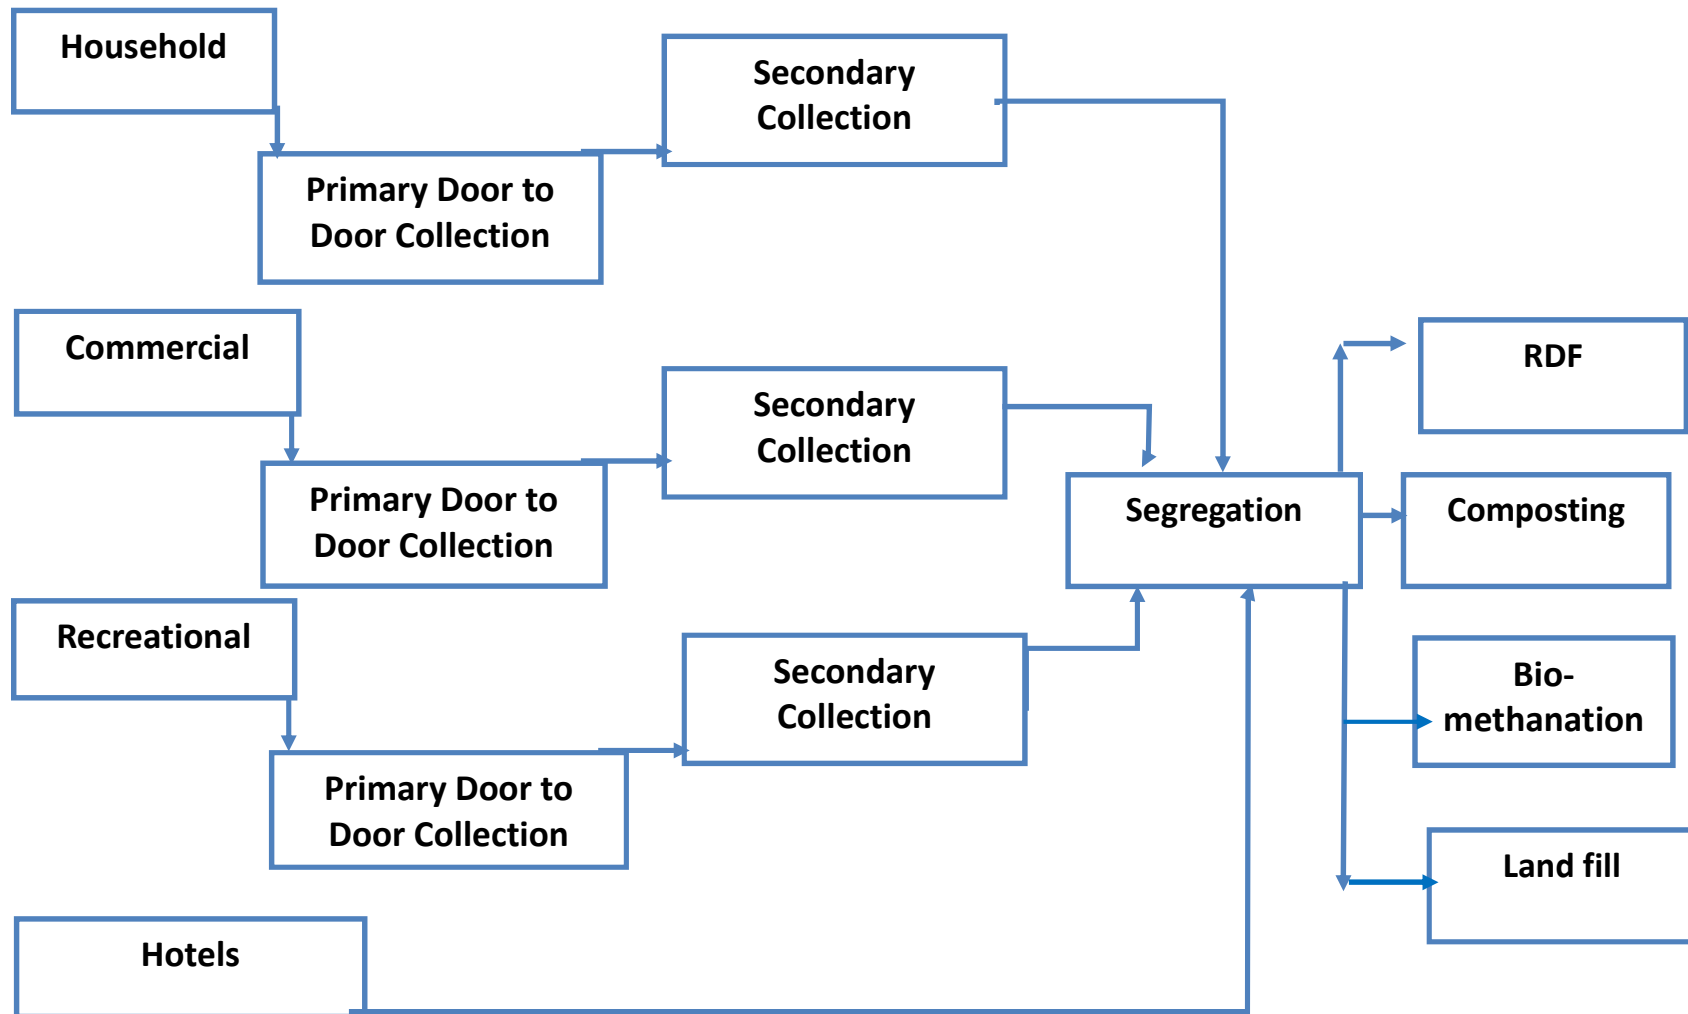 Household
Secondary
Collection
Primary Door to
Door Collection
Commercial
Secondary
Collection
RDF
Primary Door to
Door Collection
Segregation
Composting
Recreational
Secondary
Collection
Bio-
methanation
Primary Door to
Door Collection
Land fill
Hotels